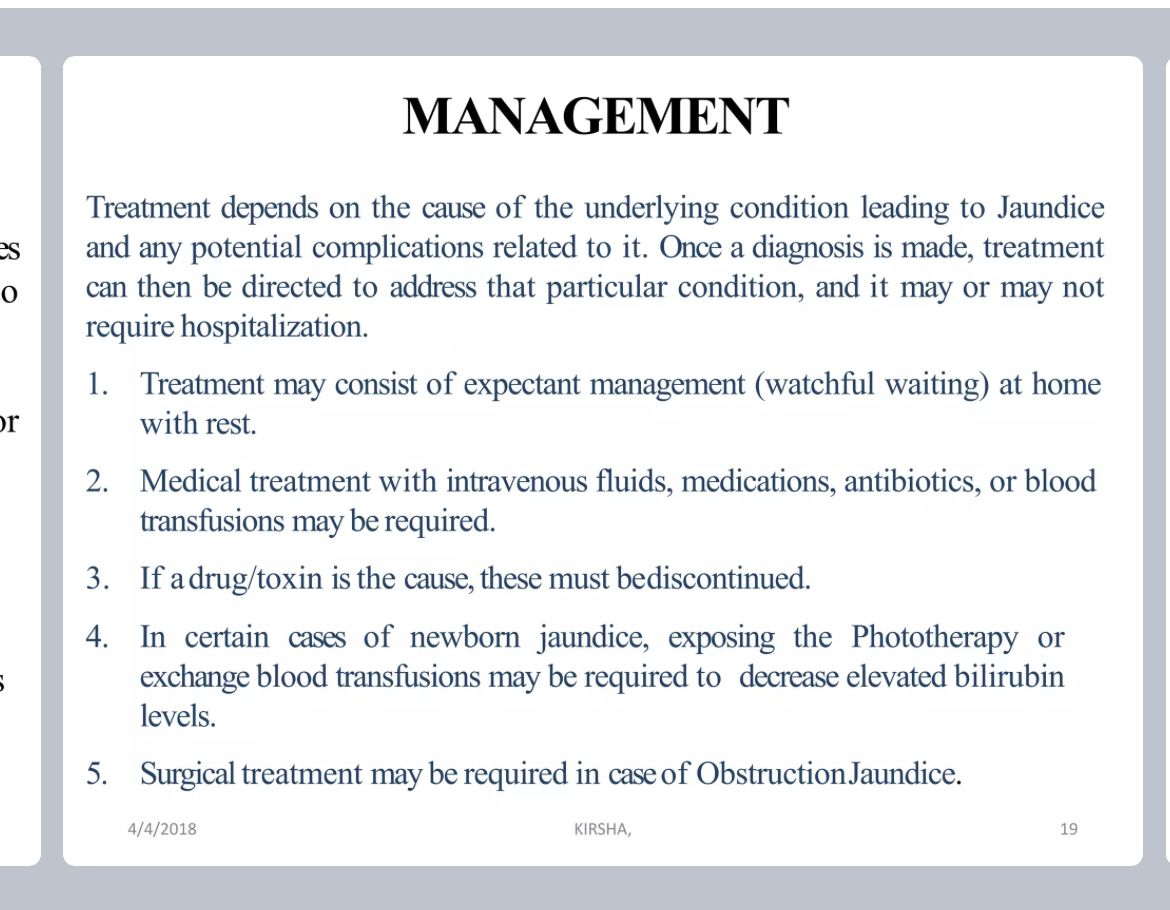 MANAGEMENT
Treatment depends on the cause of the underlying condition leading to Jaundice
and any potential complications related to it. Once a diagnosis is made, treatment
can then be directed to address that particular condition, and it may or may not
require hospitalization.
1. Treatment may consist of expectant management (watchful waiting) at home
with rest.
2. Medical treatment with intravenous fluids, medications, antibiotics, or blood
transfusions may be required.
3. If a drug/toxin is the cause, these must bediscontinued.
4. In certain cases of newborn jaundice, exposing the Phototherapy or
exchange blood transfusions may be required to decrease elevated bilirubin
levels.
5. Surgical treatment may be required in case of Obstruction Jaundice.
4/4/2018 KIRSHA, 19